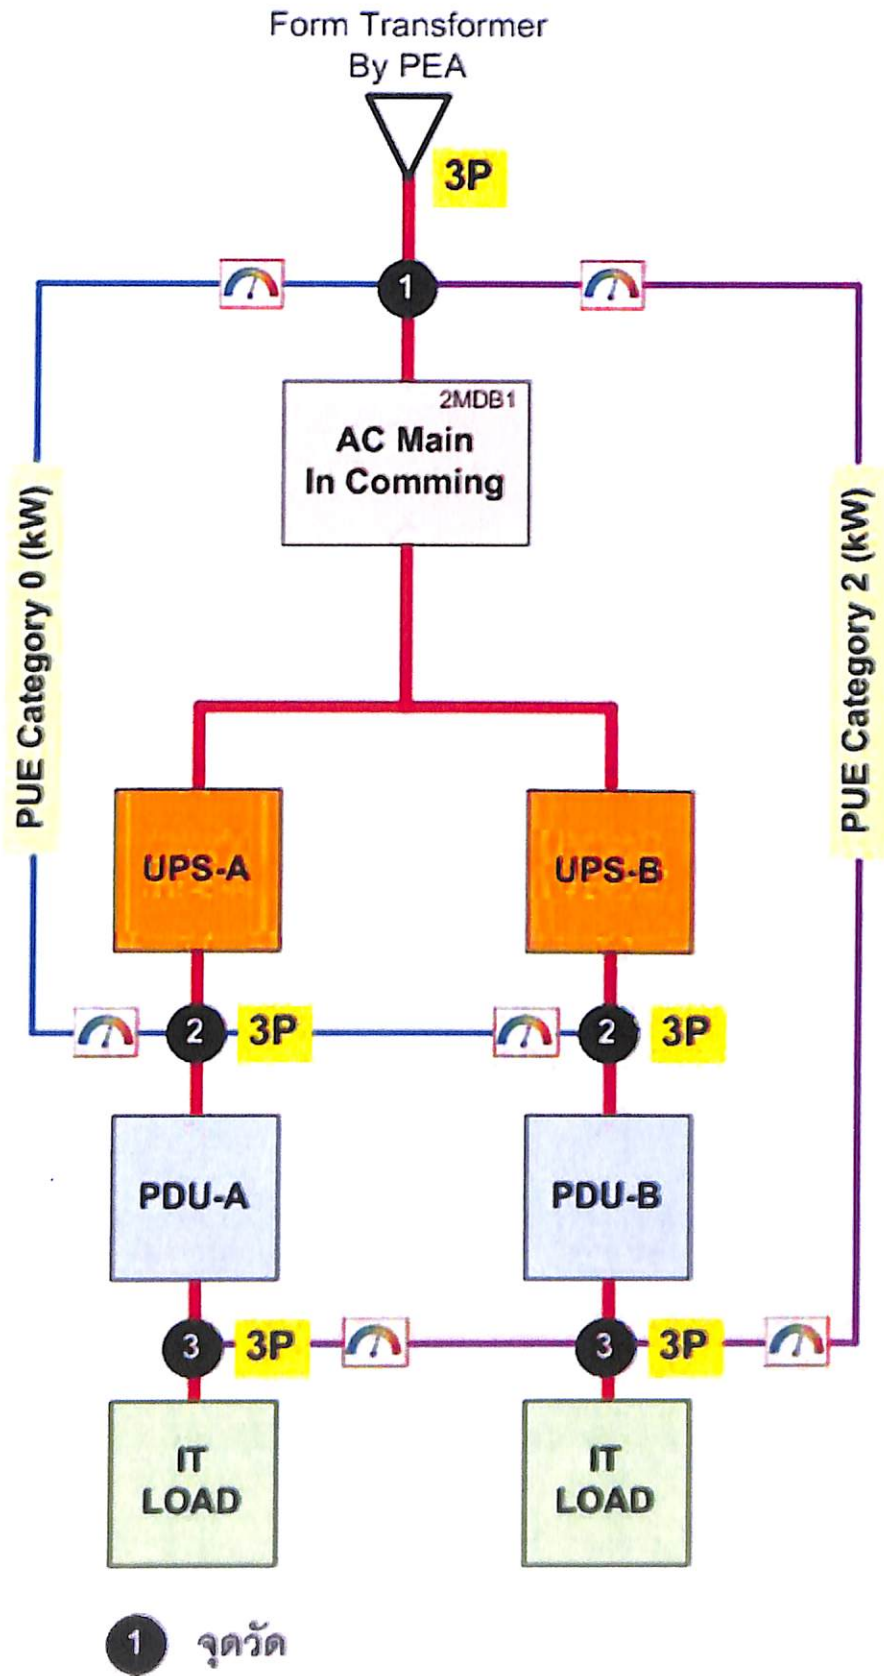 Form Transformer
By PEA
3P
1
2MDB1
AC Main
In Comming
PUE Category 0 (kW)
PUE Category 2 (kW)
UPS-A
UPS-B
2
3P
2
3P
PDU-A
PDU-B
3
3P
3
3P
IT
LOAD
IT
LOAD
1 จุดวัด